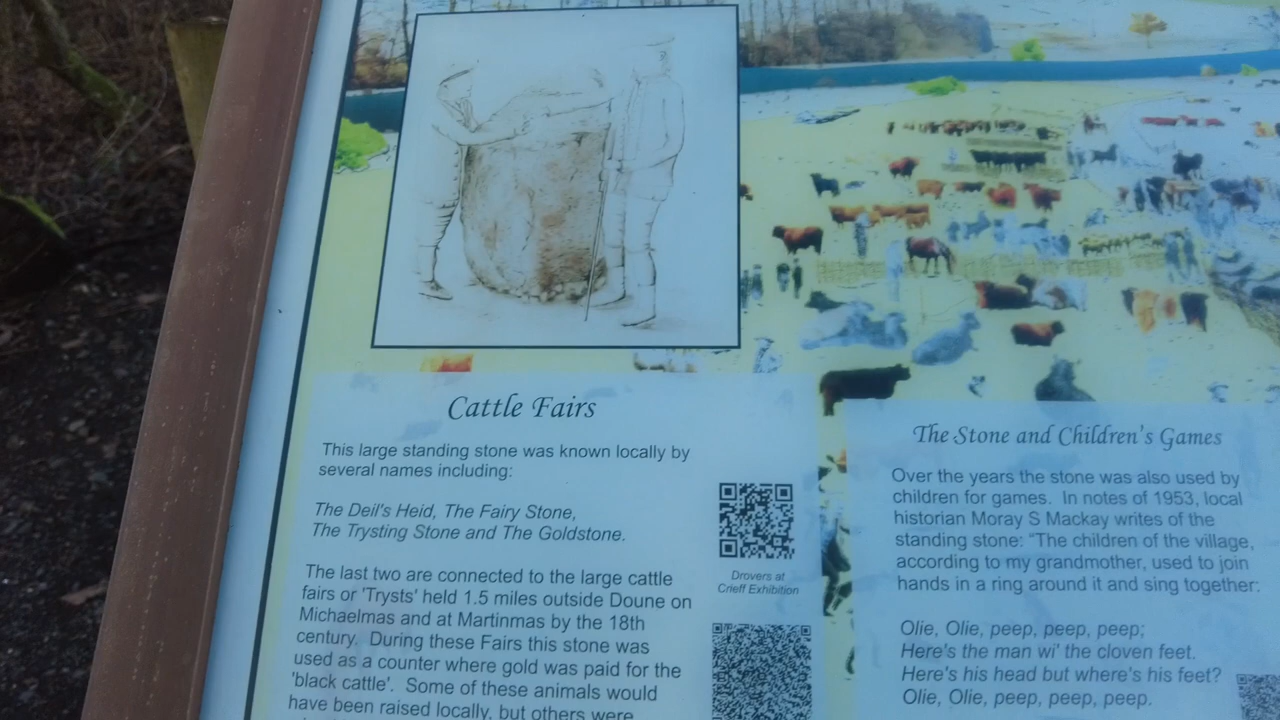 Cattle Fairs
This large standing stone was known locally by
several names including:
The Deil's Heid, The Fairy Stone,
The Trysting Stone and The Goldstone.
The last two are connected to the large cattle
fairs or 'Trysts' held 1.5 miles outside Doune on
Michaelmas and at Martinmas by the 18th
century. During these Fairs this stone was
used as a counter where gold was paid for the
'black cattle'. Some of these animals would
have been raised locally, but others were
Drovers at
Crieff Exhibition
The Stone and Children's Games
Over the years the stone was also used by
children for games. In notes of 1953, local
historian Moray S Mackay writes of the
standing stone: “The children of the village,
according to my grandmother, used to join
hands in a ring around it and sing together:
Olie, Olie, peep, peep, peep;
Here's the man wi' the cloven feet.
Here's his head but where's his feet?
Olie, Olie, peep, peep, peep.